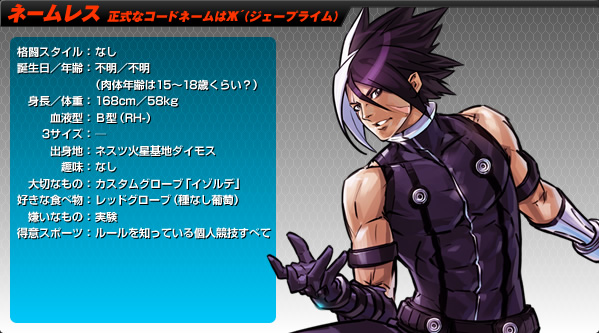 ネームレス 正式なコードネームはЖ´(ジェープライム)
格闘スタイル：なし
誕生日／年齢：不明／不明
（肉体年齢は15～18歳くらい？）
身長／体重：168cm／58kg
血液型：B型（RH-）
3サイズ：―
出身地：ネスツ火星基地ダイモス
趣味：なし
大切なもの：カスタムグローブ「イゾルデ」
好きな食べ物：レッドグローブ（種なし葡萄）
嫌いなもの：実験
得意スポーツ：ルールを知っている個人競技すべて